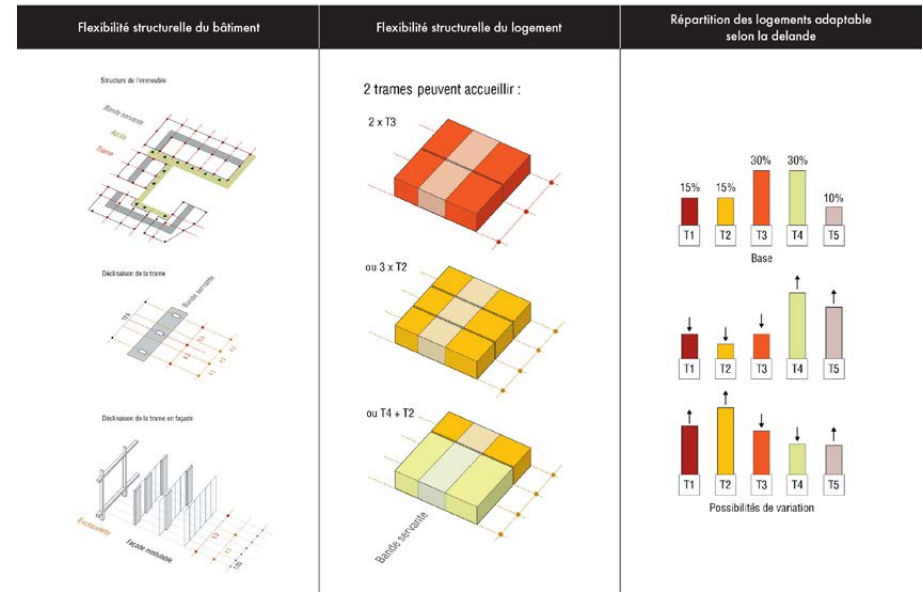 Flexibilité structurelle du bâtiment
Structure de l'immeuble
Bande servante
Accès
Trame
Déclinaison de la trame
Bande servante
Déclinaison de la trame en façade
Exosquelette
Façade modulable
Flexibilité structurelle du logement
2 trames peuvent accueillir :
2 x T3
ou 3 x T2
ou T4 + T2
Bande servante
Répartition des logements adaptable
selon la delande
15% 15% 30% 30% 10%
T1 T2 T3 T4 T5
Base
T1 T2 T3 T4 T5
T1 T2 T3 T4 T5
Possibilités de variation